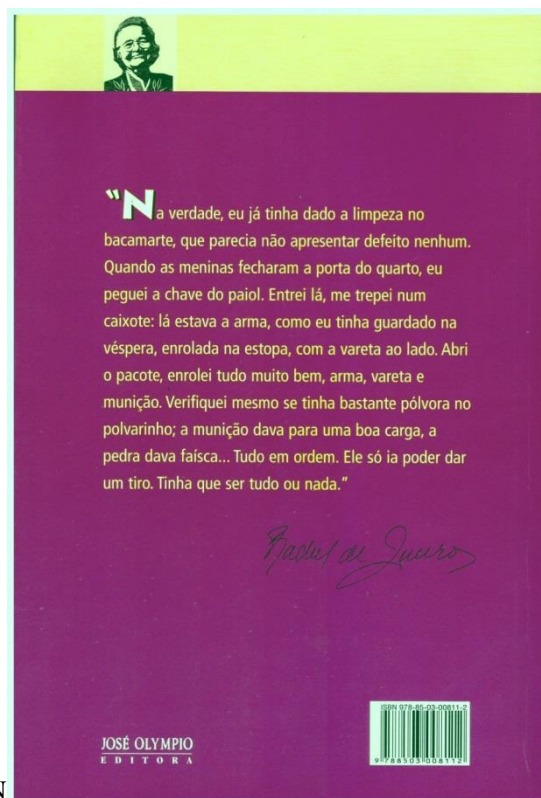 “Na verdade, eu já tinha dado a limpeza no
bacamarte, que parecia não apresentar defeito nenhum.
Quando as meninas fecharam a porta do quarto, eu
peguei a chave do paiol. Entrei lá, me trepei num
caixote: lá estava a arma, como eu tinha guardado na
véspera, enrolada na estopa, com a vareta ao lado. Abri
o pacote, enrolei tudo muito bem, arma, vareta e
munição. Verifiquei mesmo se tinha bastante pólvora no
polvarinho; a munição dava para uma boa carga, a
pedra dava faísca... Tudo em ordem. Ele só ia poder dar
um tiro. Tinha que ser tudo ou nada.”
Rachel de Queiroz
ISBN 978-85-03-00811-2
9 788503 008112
JOSÉ OLYMPIO
EDITORA
N